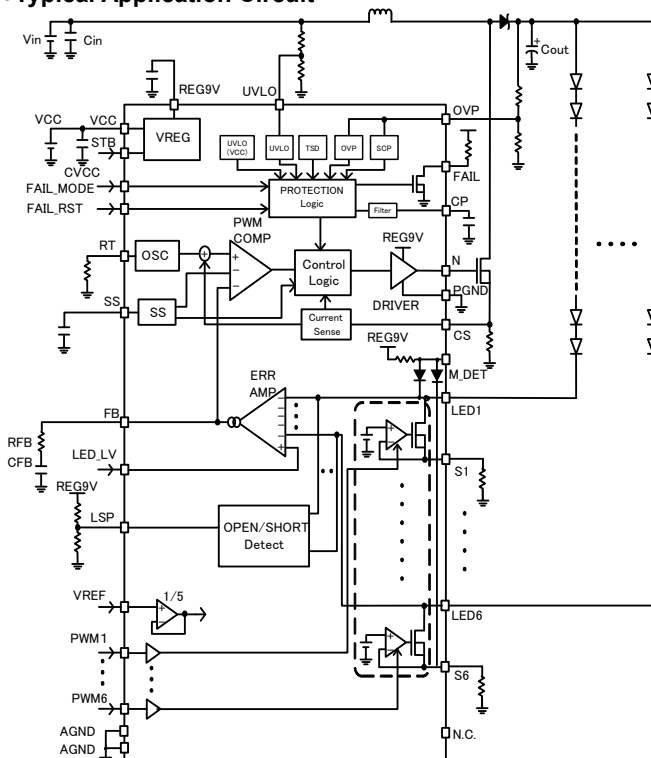 Typical Application Circuit
Vin
Cin
Cout
REG9V
UVLO
OVP
VCC
VCC
STB
VREG
CVCC
UVLO
(VCC)
UVLO
TSD
OVP
SCP
FAIL
FAIL_MODE
FAIL_RST
PROTECTION
Logic
Filter
CP
RT
OSC
PWM
COMP
Control
Logic
REG9V
DRIVER
N
PGND
SS
SS
Current
Sense
CS
REG9V
M_DET
ERR
AMP
LED1
FB
RFB
CFB
LED_LV
S1
REG9V
LSP
OPEN/SHORT
Detect
VREF
1/5
LED6
PWM1
PWM6
S6
AGND
AGND
N.C.